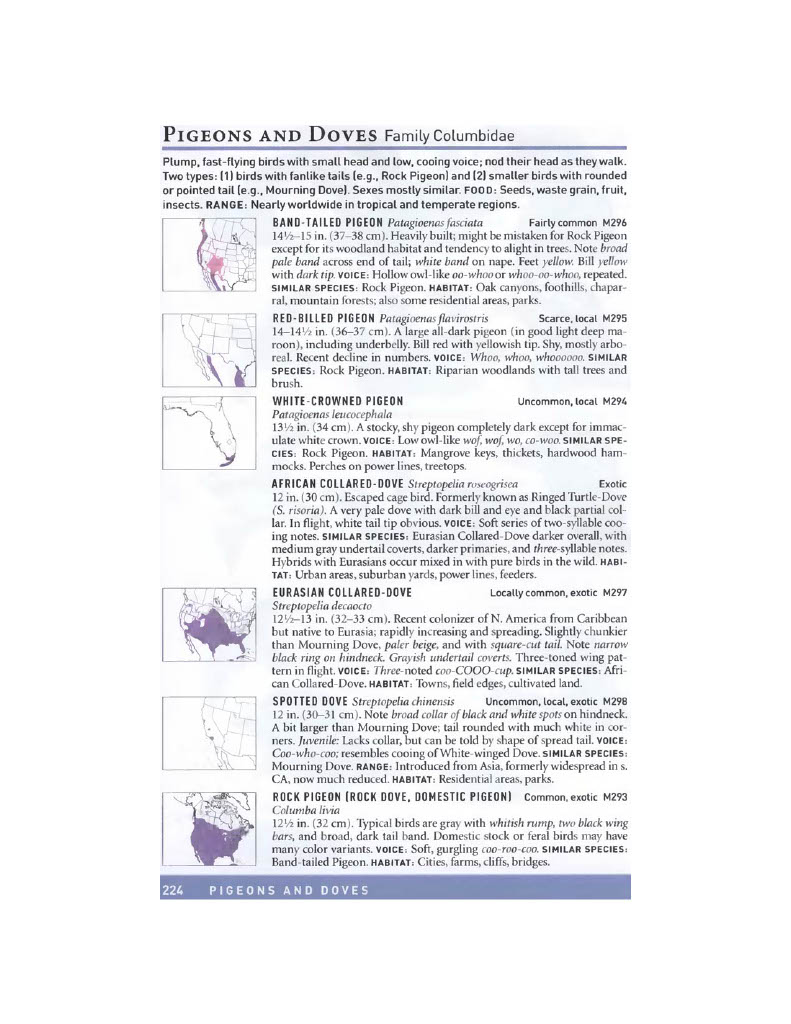 PIGEONS AND DOVES Family Columbidae
Plump, fast-flying birds with small head and low, cooing voice; nod their head as they walk.
Two types: (1) birds with fanlike tails (e.g., Rock Pigeon) and (2) smaller birds with rounded
or pointed tail (e.g., Mourning Dove). Sexes mostly similar. FOOD: Seeds, waste grain, fruit,
insects. RANGE: Nearly worldwide in tropical and temperate regions.
BAND-TAILED PIGEON Patagioenas fasciata Fairly common M296
14½–15 in. (37–38 cm). Heavily built; might be mistaken for Rock Pigeon
except for its woodland habitat and tendency to alight in trees. Note broad
pale band across end of tail; white band on nape. Feet yellow. Bill yellow
with dark tip. VOICE: Hollow owl-like oo-whoo or whoo-oo-whoo, repeated.
SIMILAR SPECIES: Rock Pigeon. HABITAT: Oak canyons, foothills, chapar-
ral, mountain forests; also some residential areas, parks.
RED-BILLED PIGEON Patagioenas flavirostris Scarce, local M295
14–14½ in. (36–37 cm). A large all-dark pigeon (in good light deep ma-
roon), including underbelly. Bill red with yellowish tip. Shy, mostly arbo-
real. Recent decline in numbers. VOICE: Whoo, whoo, whoooooo. SIMILAR
SPECIES: Rock Pigeon. HABITAT: Riparian woodlands with tall trees and
brush.
WHITE-CROWNED PIGEON Uncommon, local M294
Patagioenas leucocephala
13½ in. (34 cm). A stocky, shy pigeon completely dark except for immac-
ulate white crown. VOICE: Low owl-like wof, wof, wo, co-woo. SIMILAR SPE-
CIES: Rock Pigeon. HABITAT: Mangrove keys, thickets, hardwood ham-
mocks. Perches on power lines, treetops.
AFRICAN COLLARED-DOVE Streptopelia roseogrisea Exotic
12 in. (30 cm). Escaped cage bird. Formerly known as Ringed Turtle-Dove
(S. risoria). A very pale dove with dark bill and eye and black partial col-
lar. In flight, white tail tip obvious. VOICE: Soft series of two-syllable coo-
ing notes. SIMILAR SPECIES: Eurasian Collared-Dove darker overall, with
medium gray undertail coverts, darker primaries, and three-syllable notes.
Hybrids with Eurasians occur mixed in with pure birds in the wild. HABI-
TAT: Urban areas, suburban yards, power lines, feeders.
EURASIAN COLLARED-DOVE Locally common, exotic M297
Streptopelia decaocto
12½–13 in. (32–33 cm). Recent colonizer of N. America from Caribbean
but native to Eurasia; rapidly increasing and spreading. Slightly chunkier
than Mourning Dove, paler beige, and with square-cut tail. Note narrow
black ring on hindneck. Grayish undertail coverts. Three-toned wing pat-
tern in flight. VOICE: Three-noted coo-COOO-cup. SIMILAR SPECIES: Afri-
can Collared-Dove. HABITAT: Towns, field edges, cultivated land.
SPOTTED DOVE Streptopelia chinensis Uncommon, local, exotic M298
12 in. (30–31 cm). Note broad collar of black and white spots on hindneck.
A bit larger than Mourning Dove; tail rounded with much white in cor-
ners. Juvenile: Lacks collar, but can be told by shape of spread tail. VOICE:
Coo-who-coo; resembles cooing of White-winged Dove. SIMILAR SPECIES:
Mourning Dove. RANGE: Introduced from Asia, formerly widespread in s.
CA, now much reduced. HABITAT: Residential areas, parks.
ROCK PIGEON (ROCK DOVE, DOMESTIC PIGEON) Common, exotic M293
Columba livia
12½ in. (32 cm). Typical birds are gray with whitish rump, two black wing
bars, and broad, dark tail band. Domestic stock or feral birds may have
many color variants. VOICE: Soft, gurgling coo-roo-coo. SIMILAR SPECIES:
Band-tailed Pigeon. HABITAT: Cities, farms, cliffs, bridges.
224 PIGEONS AND DOVES